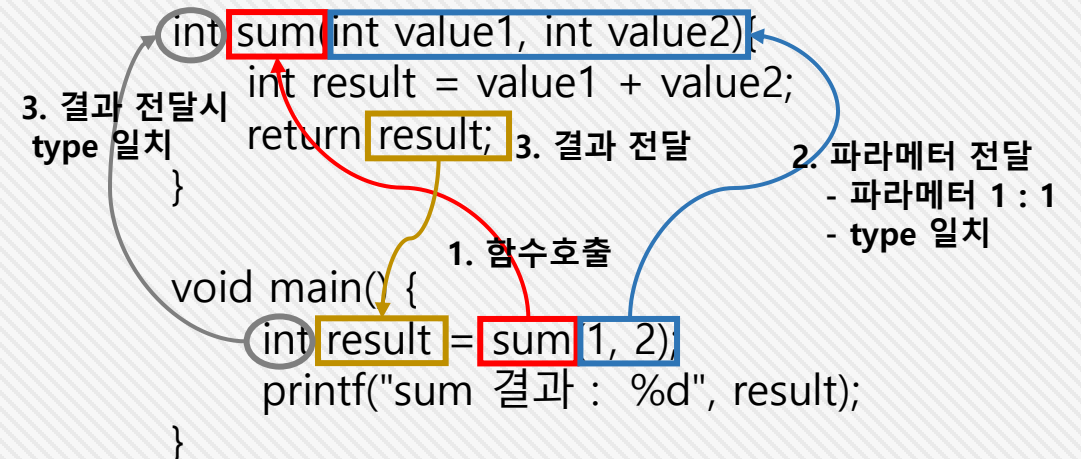 int sum(int value1, int value2){
int result = value1 + value2;
3. 결과 전달시
type 일치
return result;
3. 결과 전달
2. 파라메터 전달
- 파라메터 1 : 1
- type 일치
}
1. 함수호출
void main() {
int result = sum(1, 2);
printf("sum 결과 : %d", result);
}